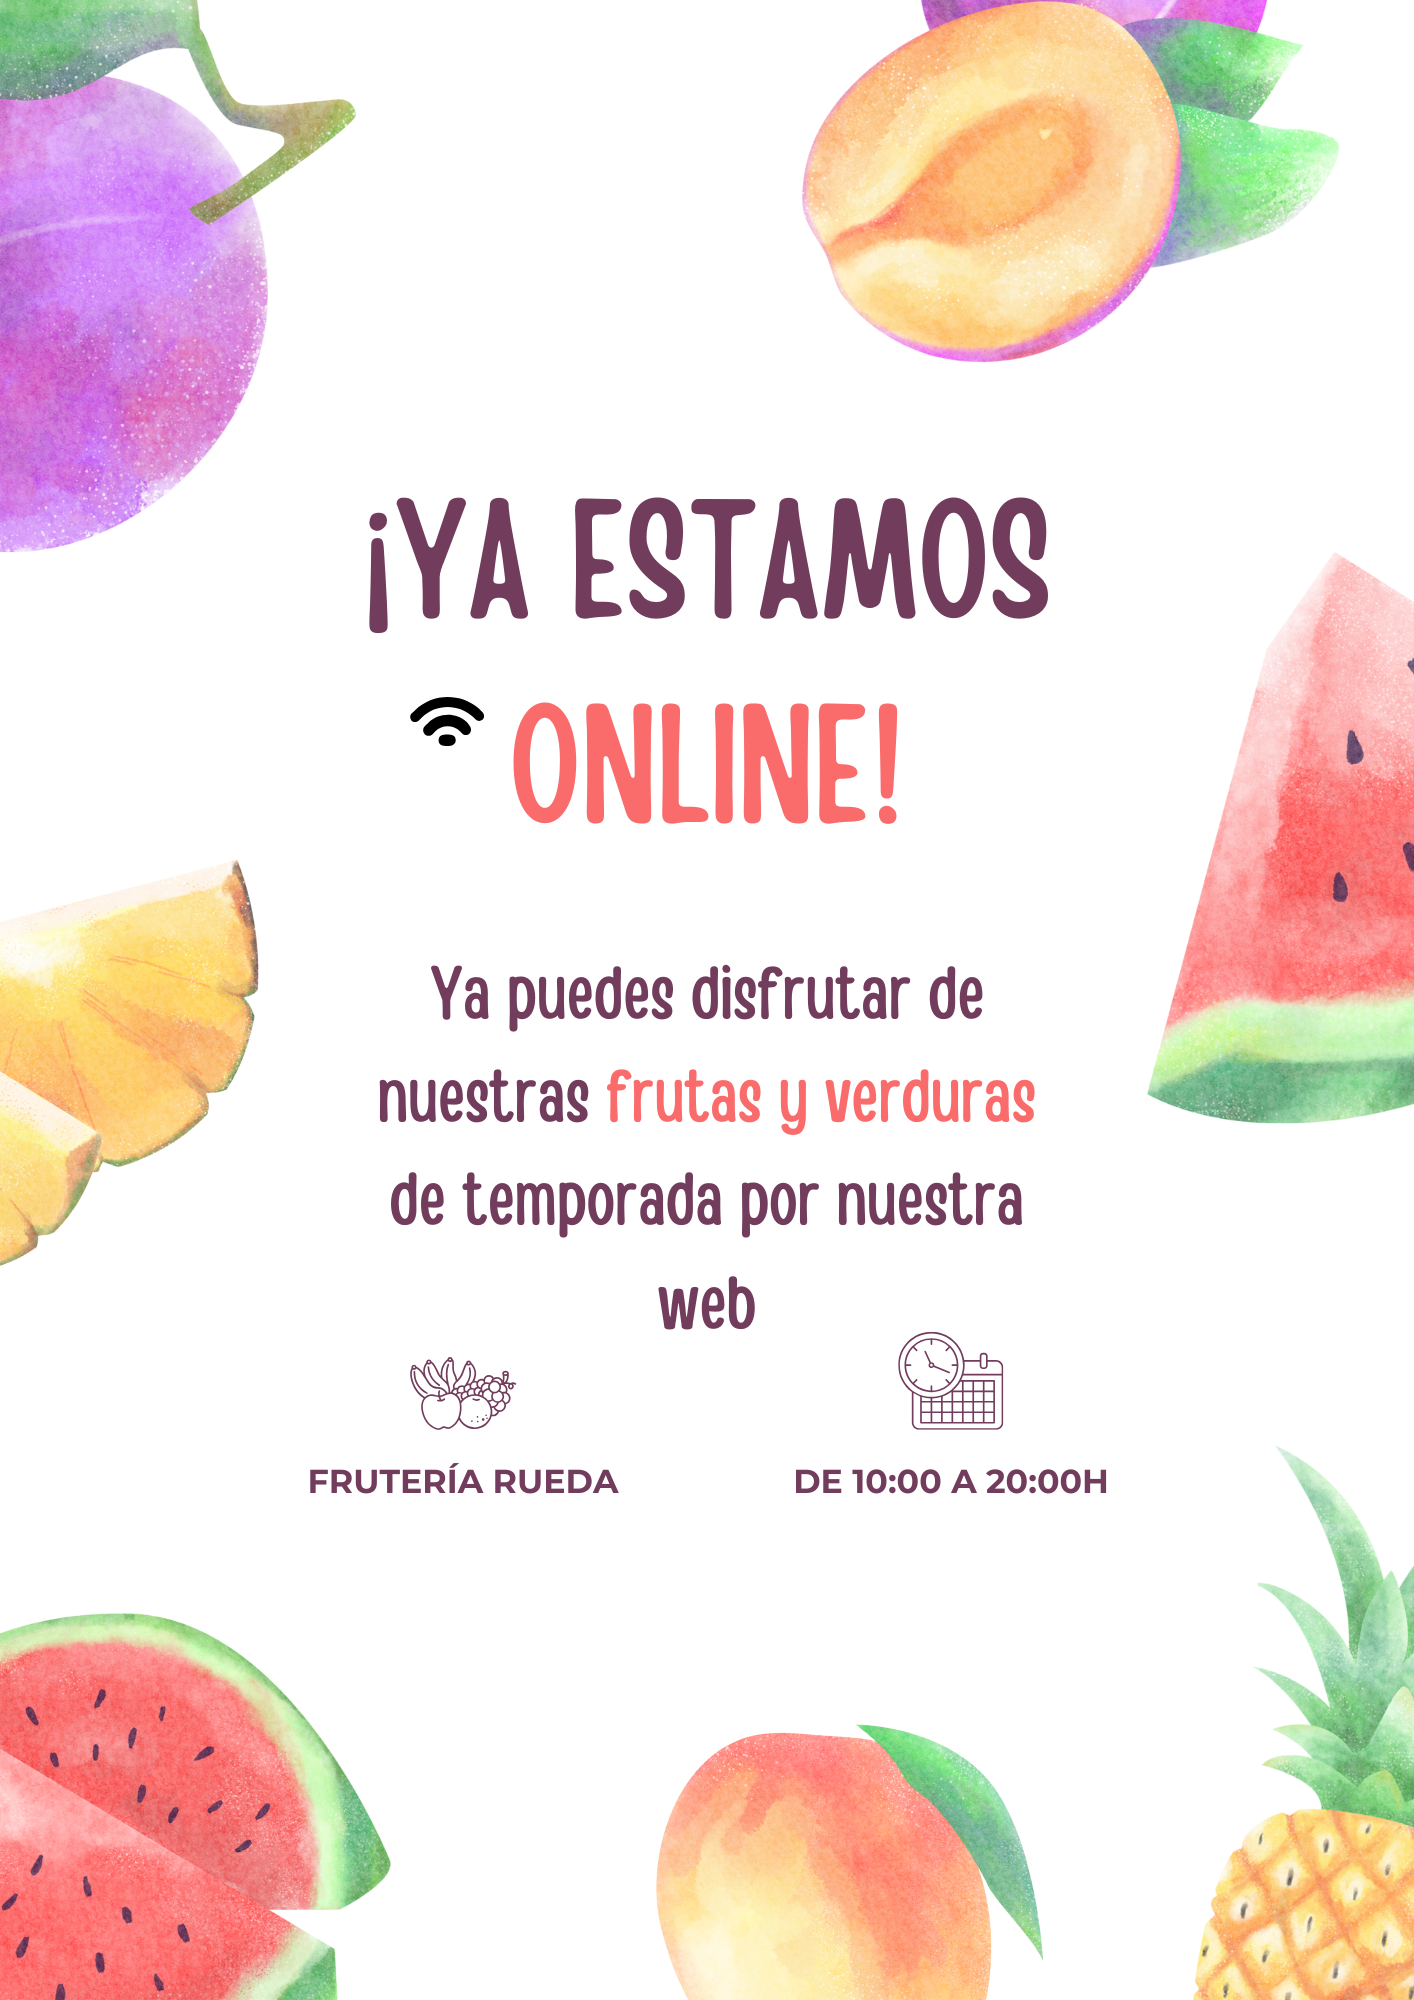 ¡YA ESTAMOS
ONLINE!
Ya puedes disfrutar de
nuestras frutas y verduras
de temporada por nuestra
web
FRUTERÍA RUEDA
DE 10:00 A 20:00H